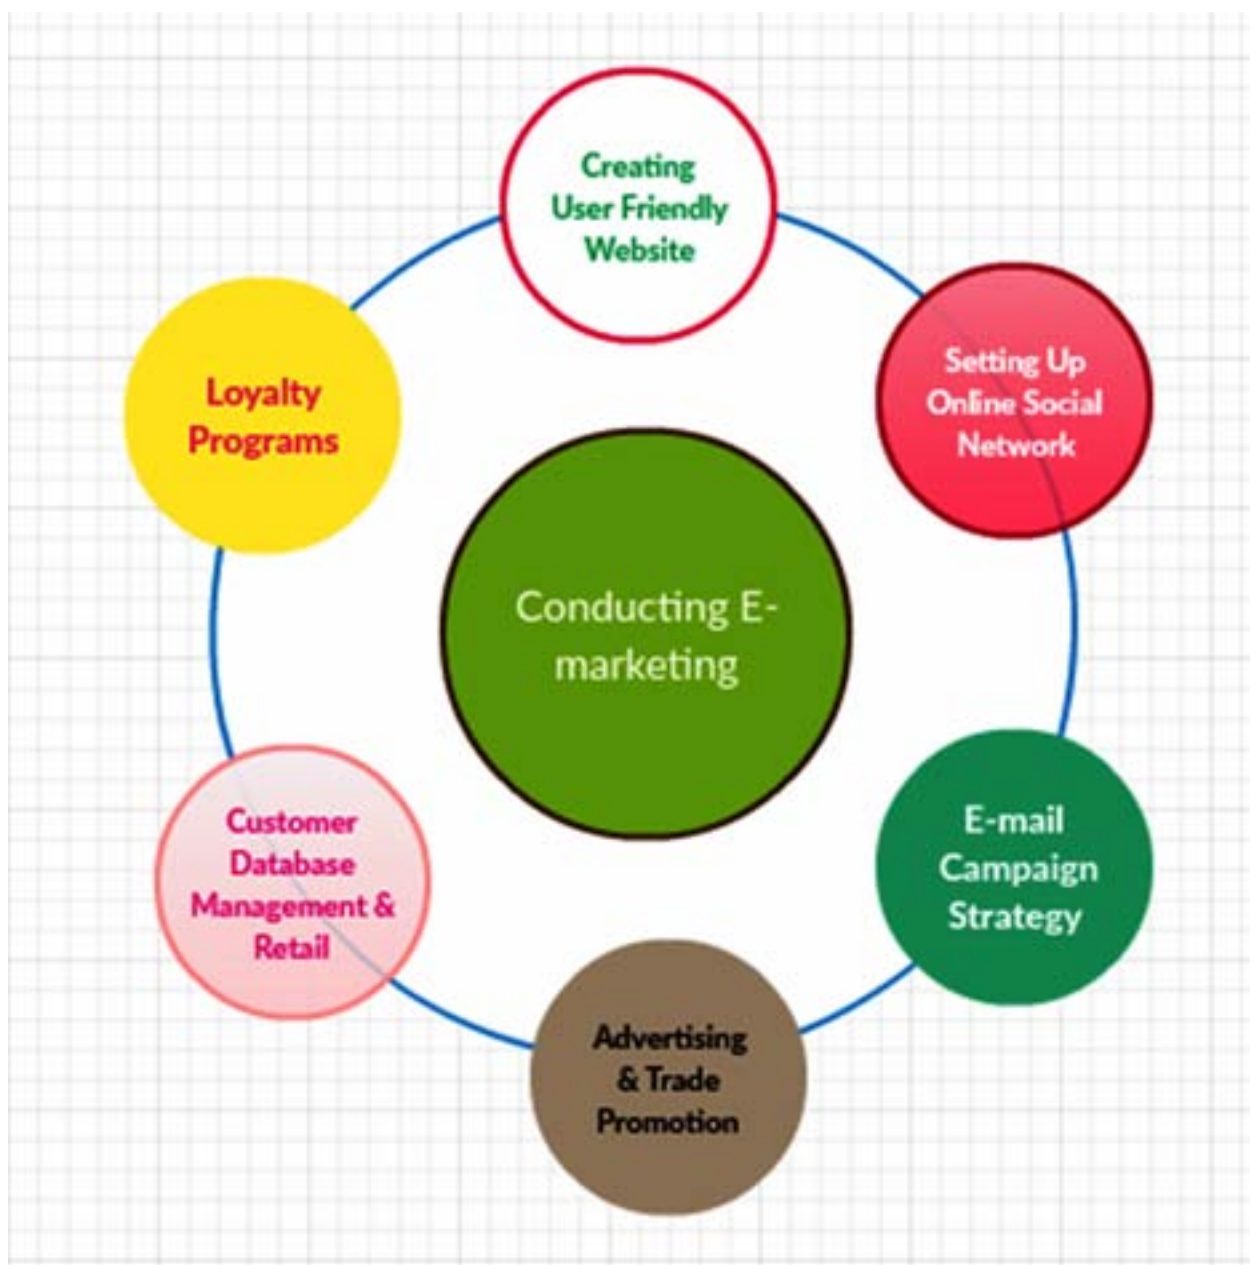 Creating
User Friendly
Website
Setting Up
Online Social
Network
E-mail
Campaign
Strategy
Advertising
& Trade
Promotion
Customer
Database
Management &
Retail
Loyalty
Programs
Conducting E-
marketing